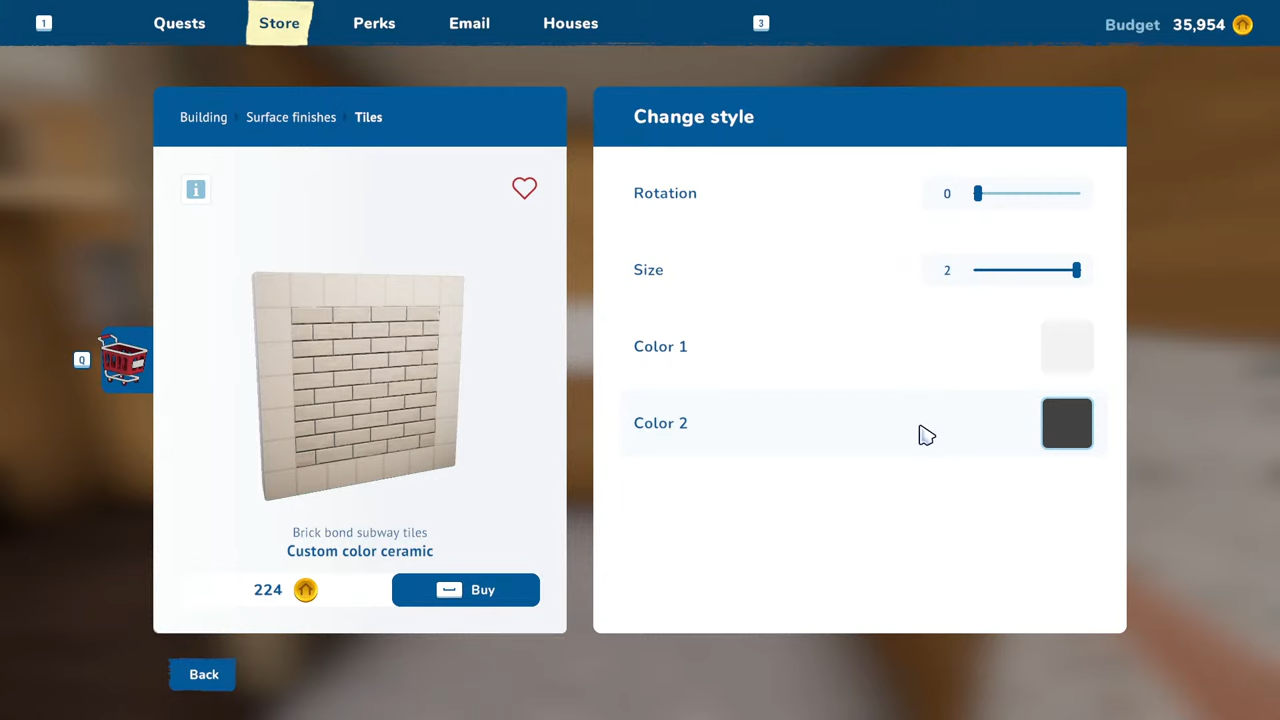 1 Quests Store Perks Email Houses 3 Budget 35,954
Building Surface finishes Tiles
Change style
i
Rotation 0
Size 2
Color 1
Q
Color 2
Brick bond subway tiles
Custom color ceramic
224 Buy
Back